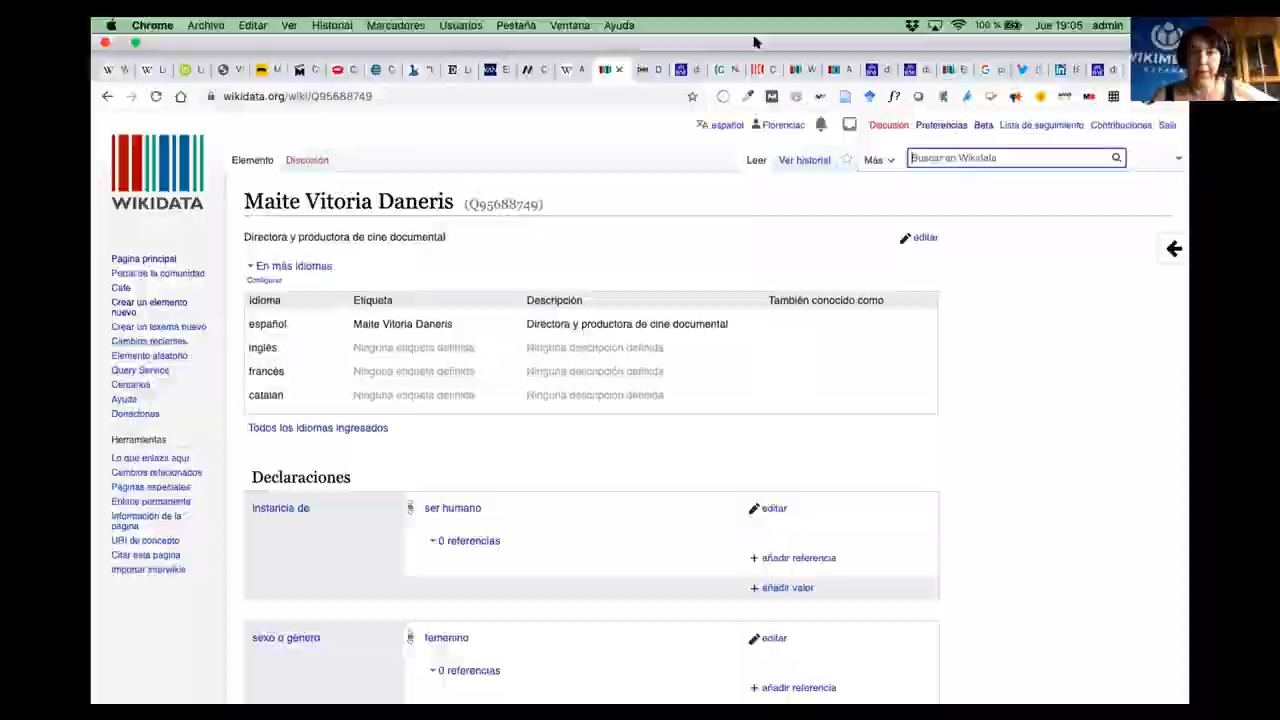 Chrome Archivo Editar Ver Historial Marcadores Usuarios Pestaña Ventana Ayuda 100 % Jue 19:05 admin
wikidata.org/wiki/Q95688749
español Florenciac Discusión Preferencias Beta Lista de seguimiento Contribuciones Salir
Elemento Discusión Leer Ver historial Más Buscar en Wikidata
WIKIDATA
Maite Vitoria Daneris (Q95688749)
Directora y productora de cine documental editar
En más idiomas
Configurar
idioma Etiqueta Descripción También conocido como
español Maite Vitoria Daneris Directora y productora de cine documental
inglés Ninguna etiqueta definida Ninguna descripción definida
francés Ninguna etiqueta definida Ninguna descripción definida
catalán Ninguna etiqueta definida Ninguna descripción definida
Todos los idiomas ingresados
Página principal
Portal de la comunidad
Café
Crear un elemento
nuevo
Crear un lexema nuevo
Cambios recientes
Elemento aleatorio
Query Service
Cercanos
Ayuda
Donaciones
Herramientas
Lo que enlaza aquí
Cambios relacionados
Páginas especiales
Enlace permanente
Información de la
página
URI de concepto
Citar esta página
Importar interwikis
Declaraciones
instancia de ser humano editar
0 referencias
+ añadir referencia
+ añadir valor
sexo o género femenino editar
0 referencias
+ añadir referencia